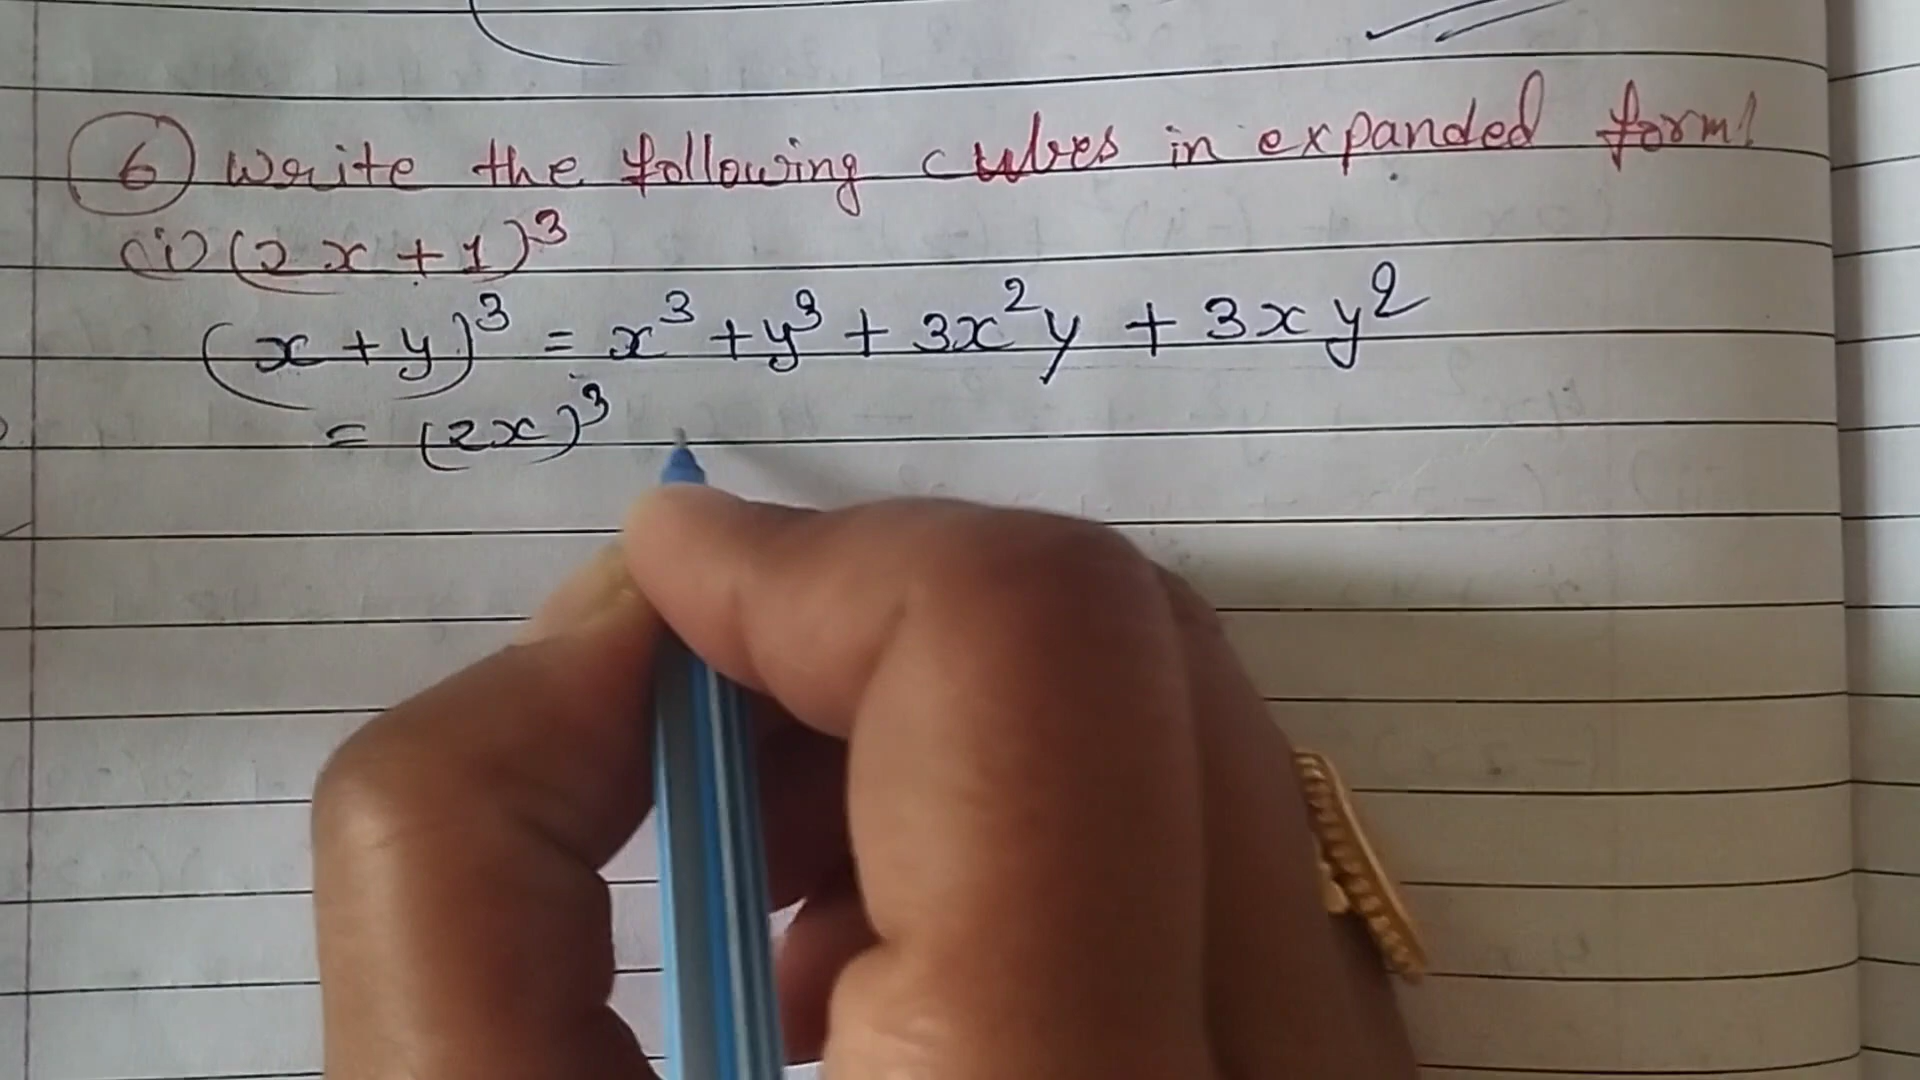 6 Write the following cubes in expanded form:
(i) (2x+1)³
(x+y)³ = x³ + y³ + 3x²y + 3xy²
= (2x)³